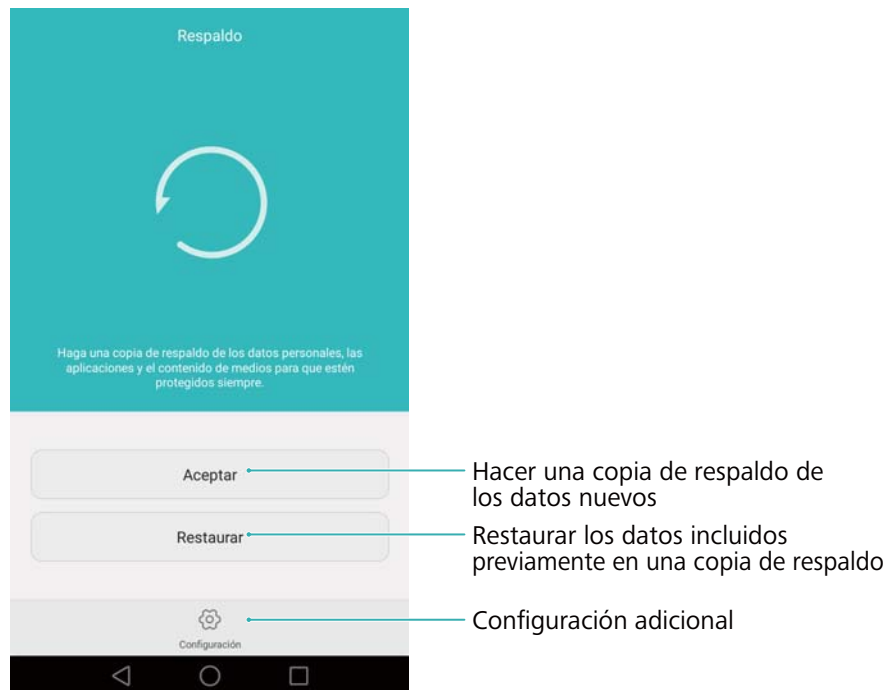 Respaldo
Haga una copia de respaldo de los datos personales, las
aplicaciones y el contenido de medios para que estén
protegidos siempre.
Aceptar
Hacer una copia de respaldo de
los datos nuevos
Restaurar
Restaurar los datos incluidos
previamente en una copia de respaldo
Configuración adicional
Configuración